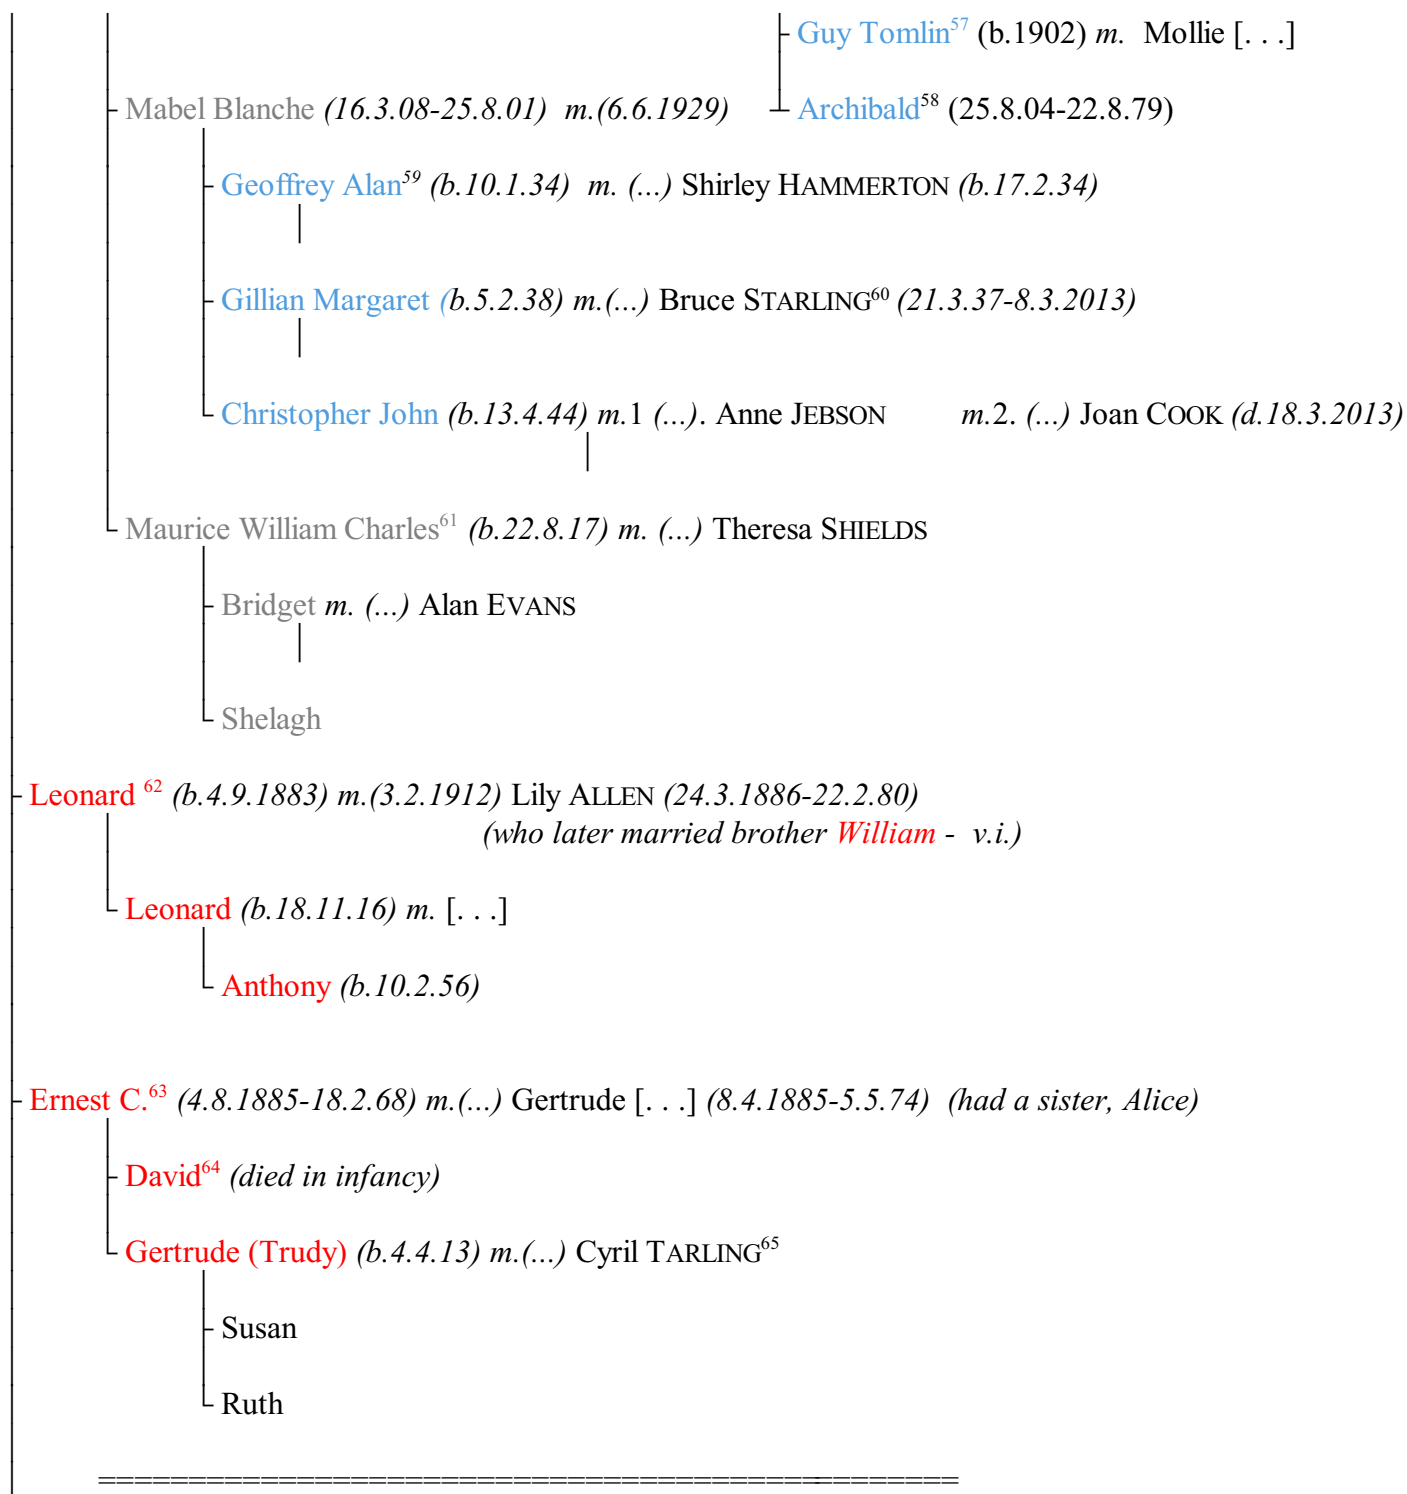 Guy Tomlin57 (b.1902) m. Mollie [. . .]
Mabel Blanche (16.3.08-25.8.01) m.(6.6.1929) Archibald58 (25.8.04-22.8.79)
Geoffrey Alan59 (b.10.1.34) m. (...) Shirley HAMMERTON (b.17.2.34)
Gillian Margaret (b.5.2.38) m.(...) Bruce STARLING60 (21.3.37-8.3.2013)
Christopher John (b.13.4.44) m.1 (...). Anne JEBSON m.2. (...) Joan COOK (d.18.3.2013)
Maurice William Charles61 (b.22.8.17) m. (...) Theresa SHIELDS
Bridget m. (...) Alan EVANS
Shelagh
Leonard 62 (b.4.9.1883) m.(3.2.1912) Lily ALLEN (24.3.1886-22.2.80)
(who later married brother William - v.i.)
Leonard (b.18.11.16) m. [. . .]
Anthony (b.10.2.56)
Ernest C.63 (4.8.1885-18.2.68) m.(...) Gertrude [. . .] (8.4.1885-5.5.74) (had a sister, Alice)
David64 (died in infancy)
Gertrude (Trudy) (b.4.4.13) m.(...) Cyril TARLING65
Susan
Ruth